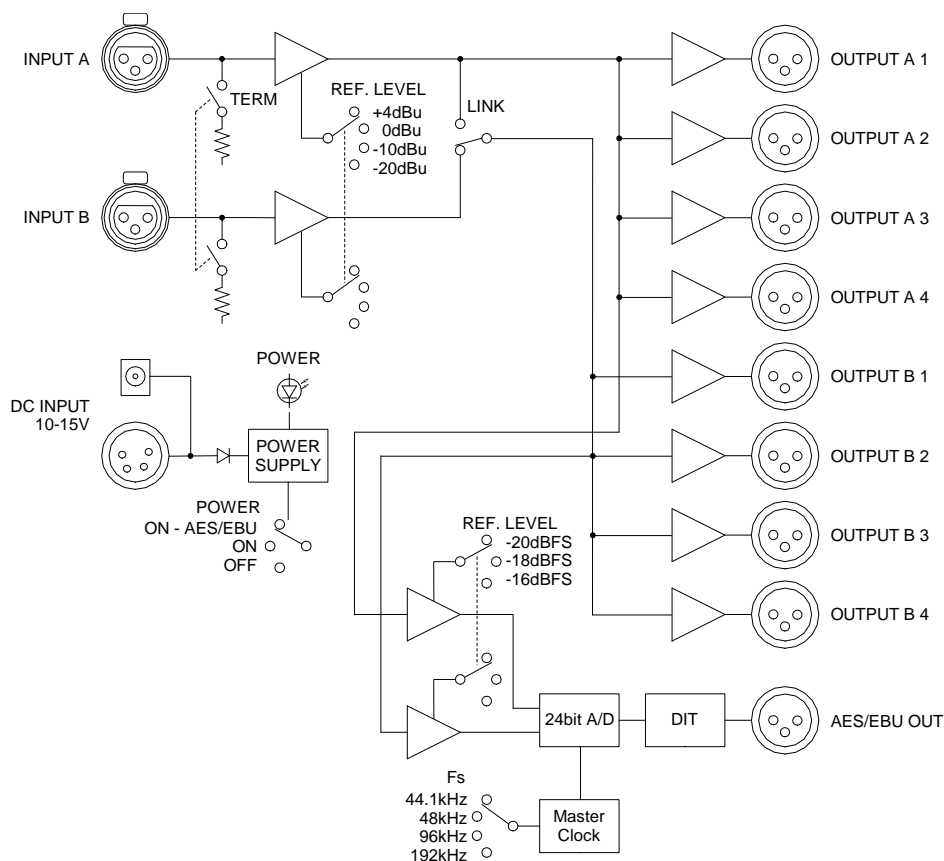 INPUT A
TERM
REF. LEVEL
+4dBu
0dBu
-10dBu
-20dBu
LINK
INPUT B
OUTPUT A 1
OUTPUT A 2
OUTPUT A 3
OUTPUT A 4
OUTPUT B 1
OUTPUT B 2
OUTPUT B 3
OUTPUT B 4
POWER
DC INPUT
10-15V
POWER
SUPPLY
POWER
ON - AES/EBU
ON
OFF
REF. LEVEL
-20dBFS
-18dBFS
-16dBFS
24bit A/D
DIT
AES/EBU OUT
Fs
44.1kHz
48kHz
96kHz
192kHz
Master
Clock